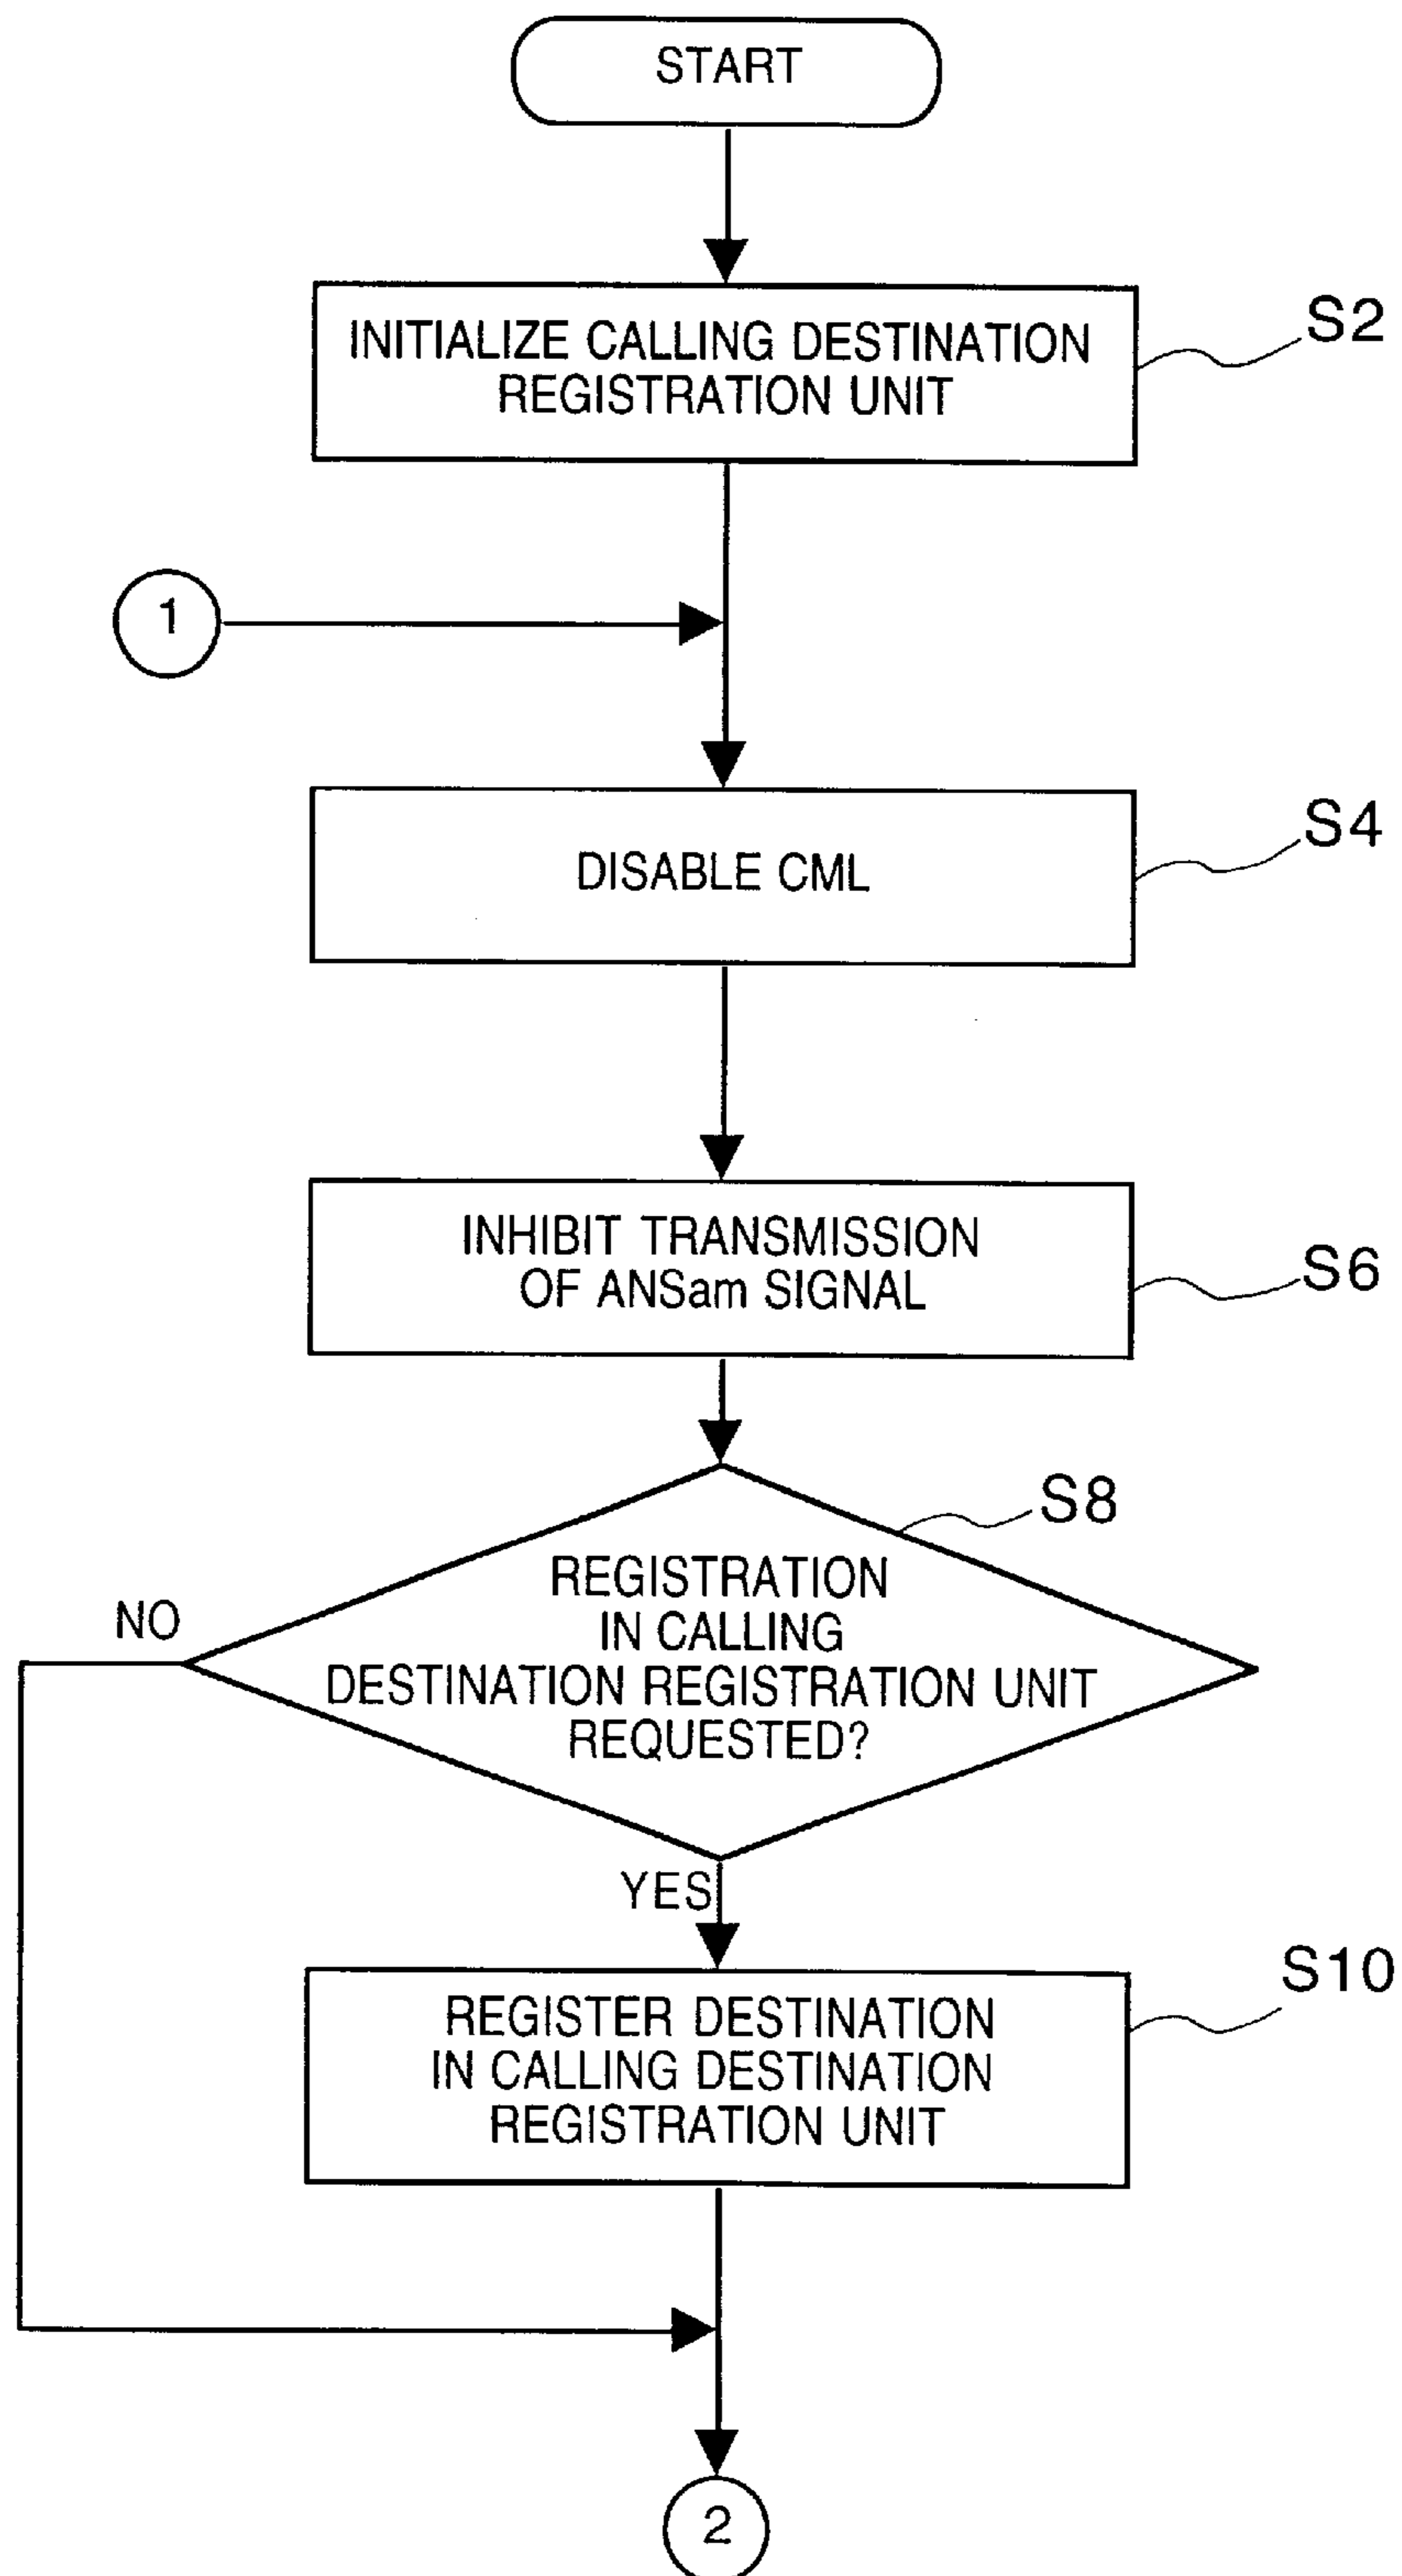 START
INITIALIZE CALLING DESTINATION
REGISTRATION UNIT
S2
1
DISABLE CML
S4
INHIBIT TRANSMISSION
OF ANSam SIGNAL
S6
S8
REGISTRATION
IN CALLING
DESTINATION REGISTRATION UNIT
REQUESTED?
NO
YES
REGISTER DESTINATION
IN CALLING DESTINATION
REGISTRATION UNIT
S10
2